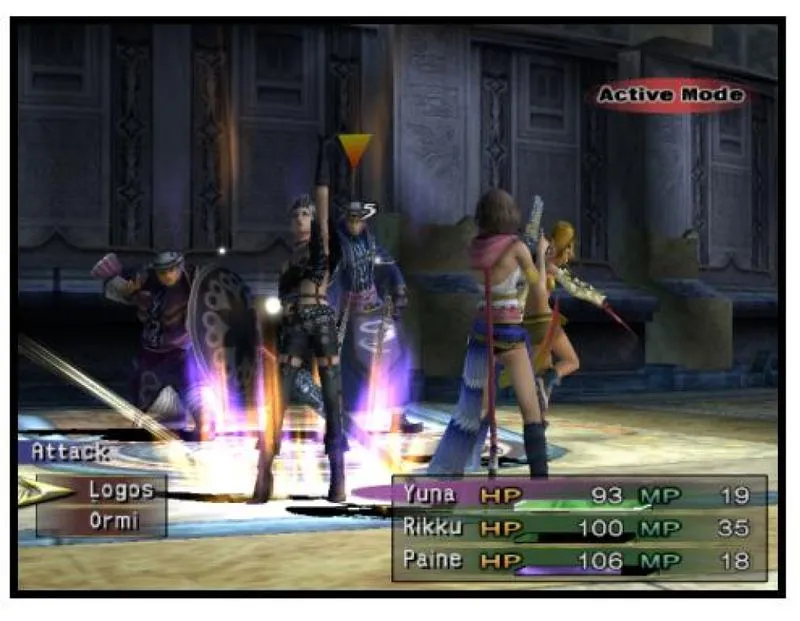 Active Mode
5
Attack
Logos
Ormi
Yuna HP 93 MP 19
Rikku HP 100 MP 35
Paine HP 106 MP 18